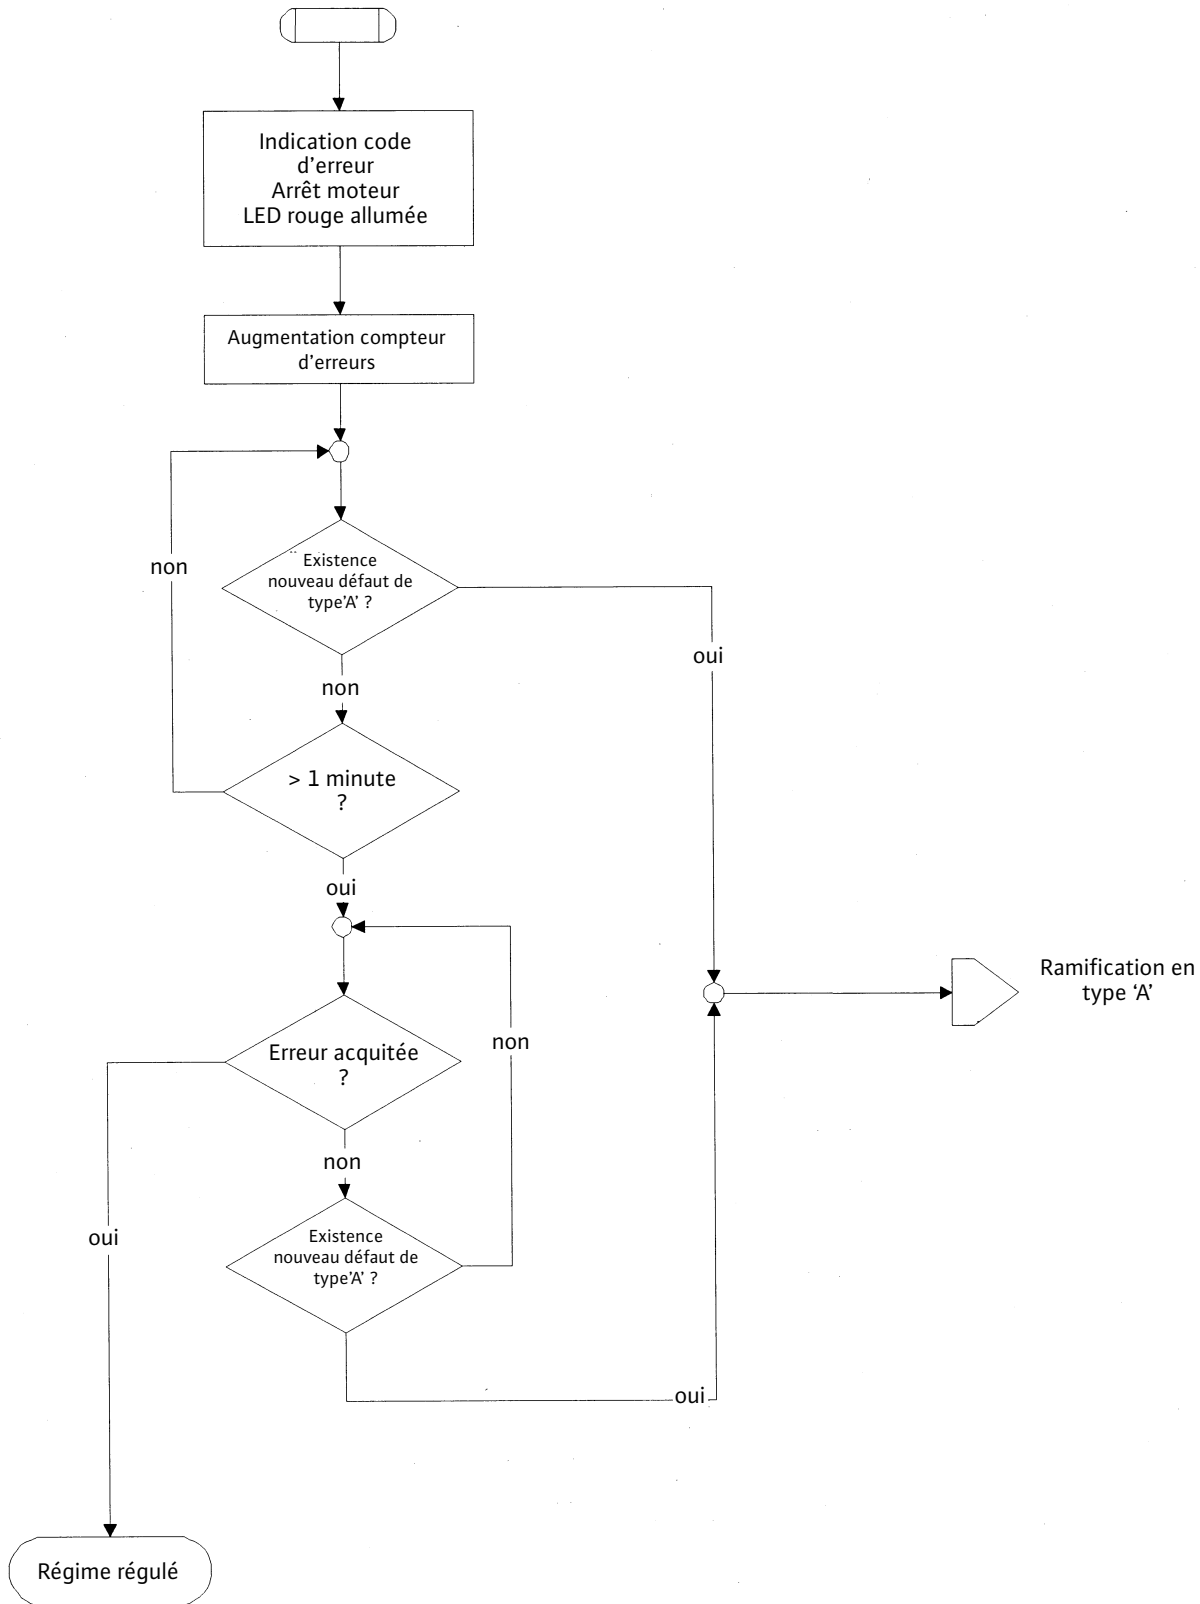 Indication code
d'erreur
Arrêt moteur
LED rouge allumée
Augmentation compteur
d'erreurs
Existence
nouveau défaut de
type'A' ?
non
oui
non
> 1 minute
?
oui
Ramification en
type ‘A’
Erreur acquitée
?
non
non
oui
Existence
nouveau défaut de
type'A' ?
oui
Régime régulé